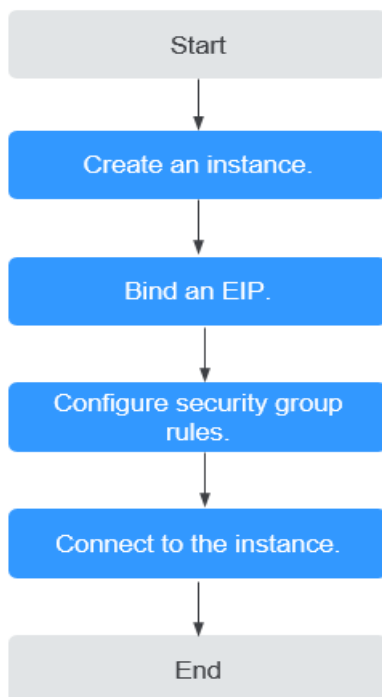 Start
Create an instance.
Bind an EIP.
Configure security group
rules.
Connect to the instance.
End